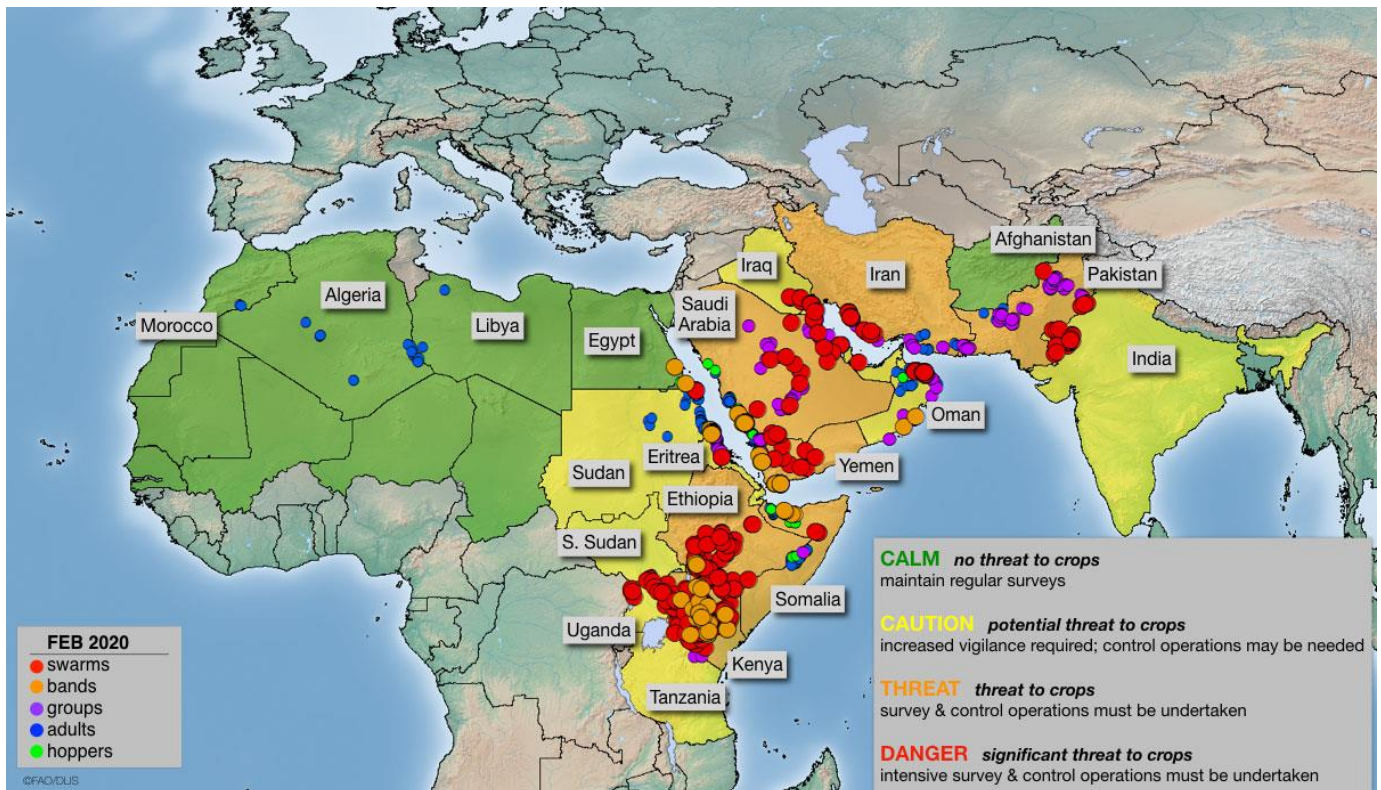 Afghanistan
Iraq
Iran
Pakistan
Algeria
Saudi
Arabia
Morocco
Libya
Egypt
India
Oman
Eritrea
Yemen
Sudan
Ethiopia
S. Sudan
Somalia
Uganda
Kenya
Tanzania
FEB 2020
swarms
bands
groups
adults
hoppers
©FAO/DLIS
CALM no threat to crops
maintain regular surveys
CAUTION potential threat to crops
increased vigilance required; control operations may be needed
THREAT threat to crops
survey & control operations must be undertaken
DANGER significant threat to crops
intensive survey & control operations must be undertaken